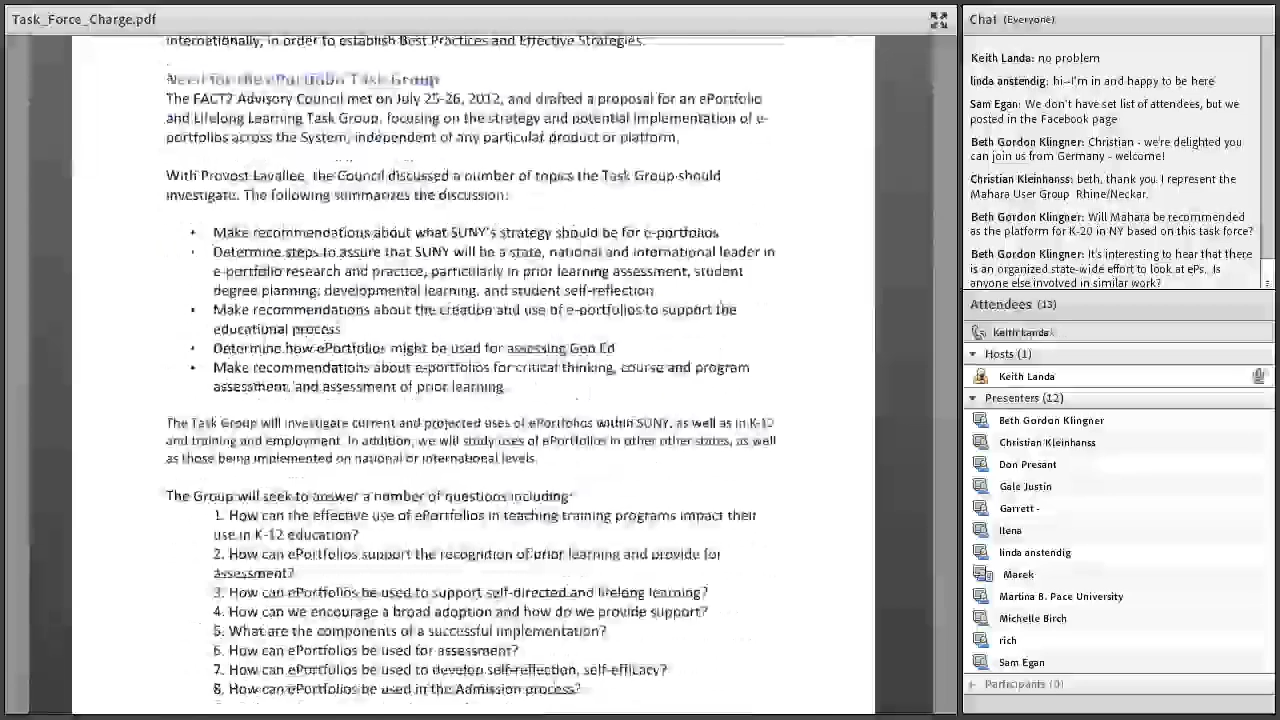 Task_Force_Charge.pdf
internationally, in order to establish Best Practices and Effective Strategies.
Need for the ePortfolio Task Group
The FACT2 Advisory Council met on July 25-26, 2012, and drafted a proposal for an ePortfolio
and Lifelong Learning Task Group, focusing on the strategy and potential implementation of e-
portfolios across the System, independent of any particular product or platform.
With Provost Lavallee, the Council discussed a number of topics the Task Group should
investigate. The following summarizes the discussion:
• Make recommendations about what SUNY's strategy should be for e-portfolios
• Determine steps to assure that SUNY will be a state, national and international leader in
e-portfolio research and practice, particularly in prior learning assessment, student
degree planning, developmental learning, and student self-reflection
• Make recommendations about the creation and use of e-portfolios to support the
educational process
• Determine how ePortfolios might be used for assessing Gen Ed
• Make recommendations about e-portfolios for critical thinking, course and program
assessment, and assessment of prior learning
The Task Group will investigate current and projected uses of ePortfolios within SUNY, as well as in K-12
and training and employment. In addition, we will study uses of ePortfolios in other other states, as well
as those being implemented on national or international levels
The Group will seek to answer a number of questions including:
1. How can the effective use of ePortfolios in teaching training programs impact their
use in K-12 education?
2. How can ePortfolios support the recognition of prior learning and provide for
assessment?
3. How can ePortfolios be used to support self-directed and lifelong learning?
4. How can we encourage a broad adoption and how do we provide support?
5. What are the components of a successful implementation?
6. How can ePortfolios be used for assessment?
7. How can ePortfolios be used to develop self-reflection, self-efficacy?
8. How can ePortfolios be used in the Admission process?
Chat (Everyone)
Keith Landa: no problem
linda anstendig: hi--I'm in and happy to be here
Sam Egan: We don't have set list of attendees, but we
posted in the Facebook page
Beth Gordon Klingner: Christian - we're delighted you
can join us from Germany - welcome!
Christian Kleinhanss: beth, thank you. I represent the
Mahara User Group Rhine/Neckar.
Beth Gordon Klingner: Will Mahara be recommended
as the platform for K-20 in NY based on this task force?
Beth Gordon Klingner: It's interesting to hear that there
is an organized state-wide effort to look at ePs. Is
anyone else involved in similar work?
Attendees (13)
Keith Landa
Hosts (1)
Keith Landa
Presenters (12)
Beth Gordon Klingner
Christian Kleinhanss
Don Presant
Gale Justin
Garrett -
Ilena
linda anstendig
Marek
Martina B. Pace University
Michelle Birch
rich
Sam Egan
Participants (0)